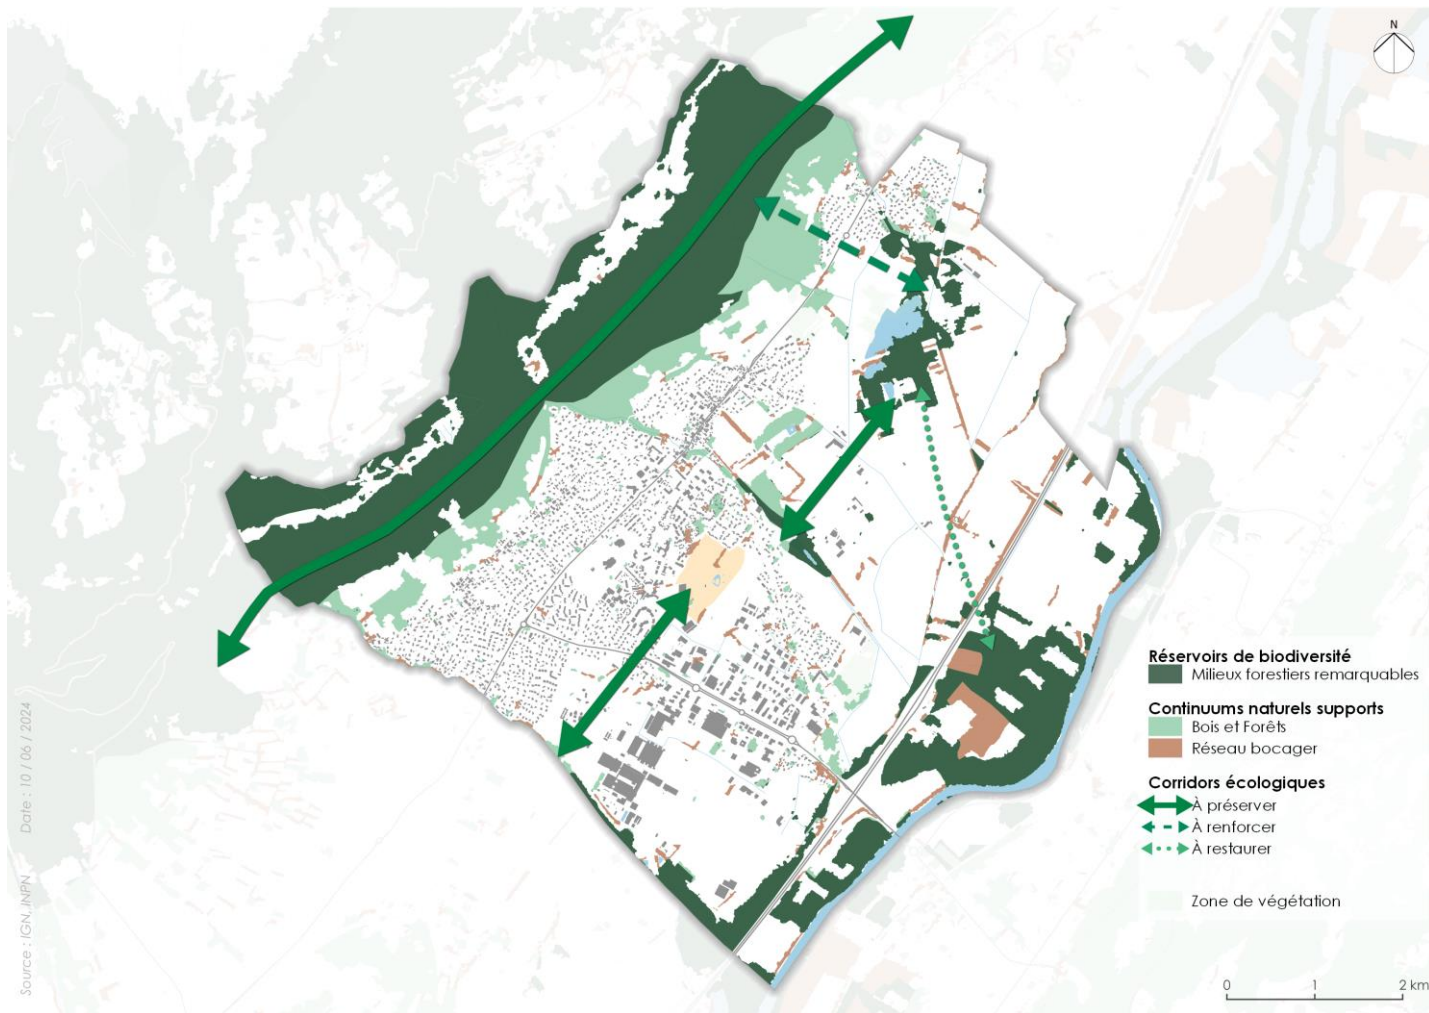 N
Réservoirs de biodiversité
Milieux forestiers remarquables
Continuums naturels supports
Bois et Forêts
Réseau bocager
Corridors écologiques
À préserver
À renforcer
À restaurer
Zone de végétation
0 1 2 km
Source : IGN, INPN Date : 10 / 06 / 2024